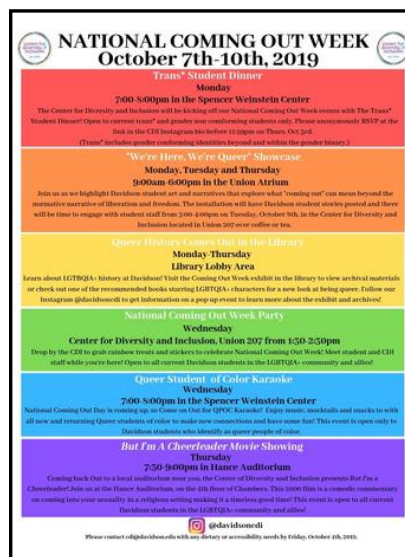 NATIONAL COMING OUT WEEK
October 7th-10th, 2019
Trans* Student Dinner
Monday
7:00-8:00pm in the Spencer Weinstein Center
The Center for Diversity and Inclusion will be kicking off our National Coming Out Week events with The Trans*
Student Dinner! Open to current trans* and gender non conforming students only. Please anonymously RSVP at the
link in the CDI Instagram bio before 11:59pm on Thurs, Oct 3rd.
(Trans* includes gender conforming identities beyond and within the gender binary )
"We're Here, We're Queer" Showcase
Monday, Tuesday and Thursday
9:00am-6:00pm in the Union Atrium
Join us as we highlight Davidson student art and narratives that explore what "coming out" can mean beyond the
normative narrative of liberation and freedom. The installation will have Davidson student stories posted and there
will be time to engage with student staff from 3:00-4:00pm on Tuesday, October 8th, in the Center for Diversity and
Inclusion located in Union 207 over coffee or tea.
Queer History Comes Out in the Library
Monday-Thursday
Library Lobby Area
Learn about LGTBQIA+ history at Davidson! Visit the Coming Out Week exhibit in the library to view archival materials
or check out one of the recommended books starring LGBTQIA+ characters for a new look at being queer. Follow our
Instagram @davidsoncdi to get information on a pop up event to learn more about the exhibit and archives!
National Coming Out Week Party
Wednesday
Center for Diversity and Inclusion, Union 207 from 1:30-2:30pm
Drop by the CDI to grab rainbow treats and stickers to celebrate National Coming Out Week! Meet student and CDI
staff while you're here! Open to all current Davidson students in the LGBTQIA+ community and allies!
Queer Student of Color Karaoke
Wednesday
7:00-8:00pm in the Spencer Weinstein Center
National Coming Out Day is coming up, so Come on Out for QPOC Karaoke! Enjoy music, mocktails and snacks to with
all new and returning Queer students of color to make new connections and have some fun! This event is open only to
Davidson students who identify as queer people of color.
But I'm A Cheerleader Movie Showing
Thursday
7:30-9:00pm in Hance Auditorium
Coming back Out to a local auditorium near you, the Center of Diversity and Inclusion presents But I'm a
Cheerleader! Join us at the Hance Auditorium, on the 4th floor of Chambers. This 2000 film is a comedic commentary
on coming into your sexuality in a religious setting making it a timeless good time! This event is open to all current
Davidson students in the LGBTQIA+ community and allies!
@davidsoncdi
Please contact cdi@davidson.edu with any dietary or accessibility needs by Friday, October 4th, 2019.